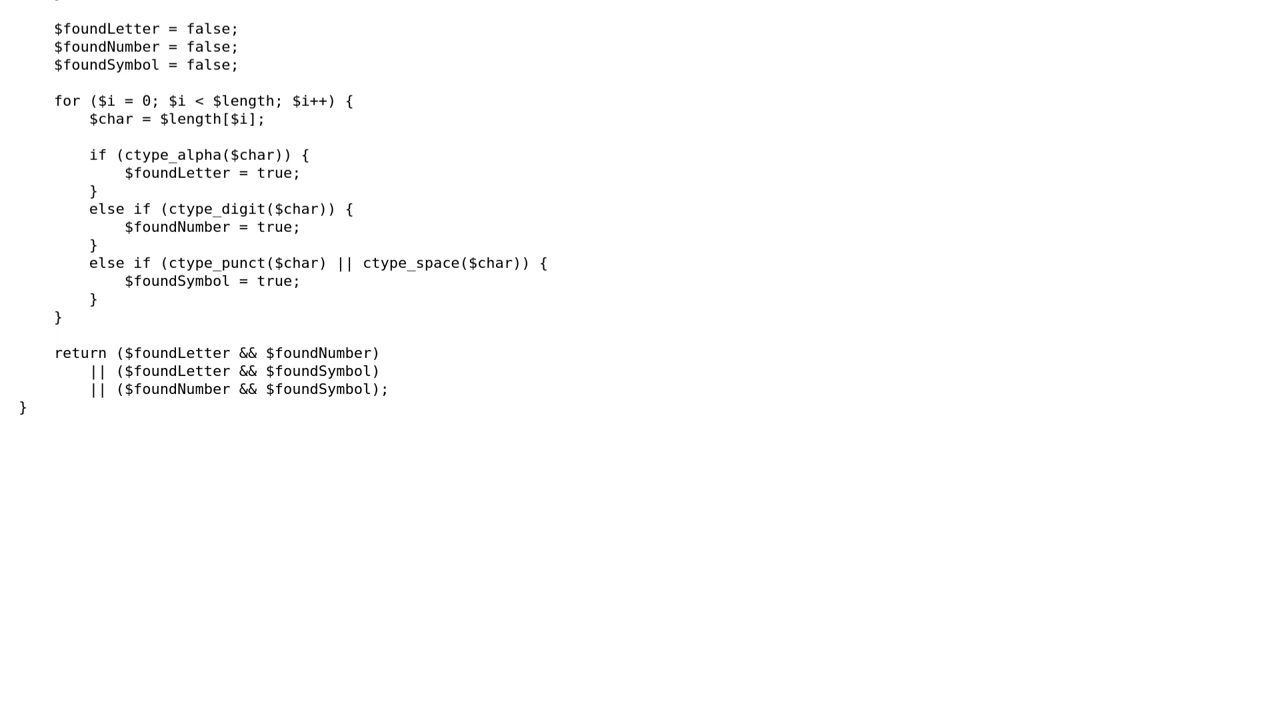 $foundLetter = false;
$foundNumber = false;
$foundSymbol = false;
for ($i = 0; $i < $length; $i++) {
$char = $length[$i];
if (ctype_alpha($char)) {
$foundLetter = true;
}
else if (ctype_digit($char)) {
$foundNumber = true;
}
else if (ctype_punct($char) || ctype_space($char)) {
$foundSymbol = true;
}
}
return ($foundLetter && $foundNumber)
|| ($foundLetter && $foundSymbol)
|| ($foundNumber && $foundSymbol);
}